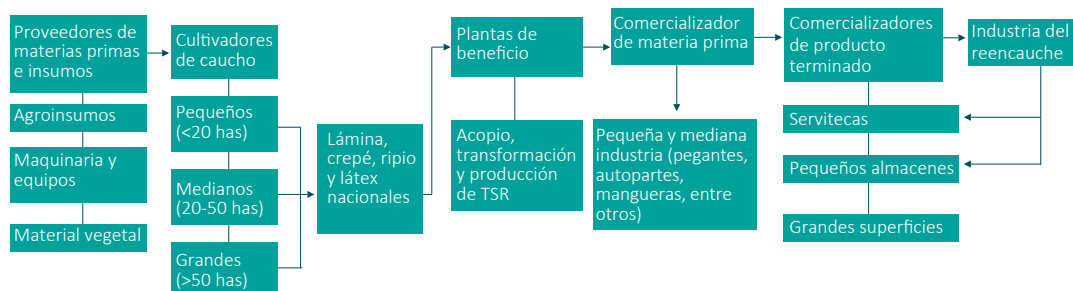 Proveedores de
materias primas
e insumos
Agroinsumos
Maquinaria y
equipos
Material vegetal
Cultivadores
de caucho
Pequeños
(<20 has)
Medianos
(20-50 has)
Grandes
(>50 has)
Lámina,
crepé, ripio
y látex
nacionales
Plantas de
beneficio
Acopio,
transformación
y producción
de TSR
Comercializador
de materia prima
Pequeña y mediana
industria (pegantes,
autopartes,
mangueras, entre
otros)
Comercializadores
de producto
terminado
Servitecas
Pequeños almacenes
Grandes superficies
Industria del
reencauche